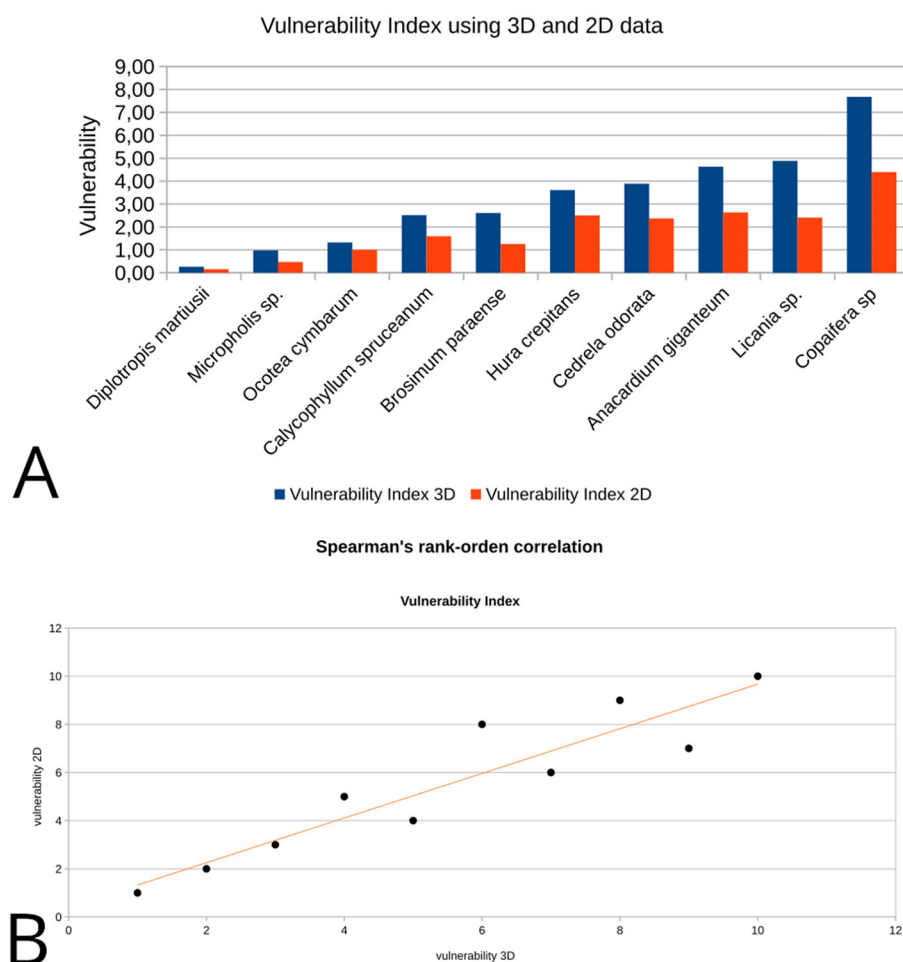 Vulnerability Index using 3D and 2D data
Vulnerability
9,00
8,00
7,00
6,00
5,00
4,00
3,00
2,00
1,00
0,00
Diplotropis martiusii
Micropholis sp.
Ocotea cymbarum
Calycophyllum spruceanum
Brosimum paraense
Hura crepitans
Cedrela odorata
Anacardium giganteum
Licania sp.
Copaifera sp
A
Vulnerability Index 3D Vulnerability Index 2D
Spearman's rank-orden correlation
Vulnerability Index
vulnerability 2D
12
10
8
6
4
2
0
0 2 4 6 8 10 12
vulnerability 3D
B